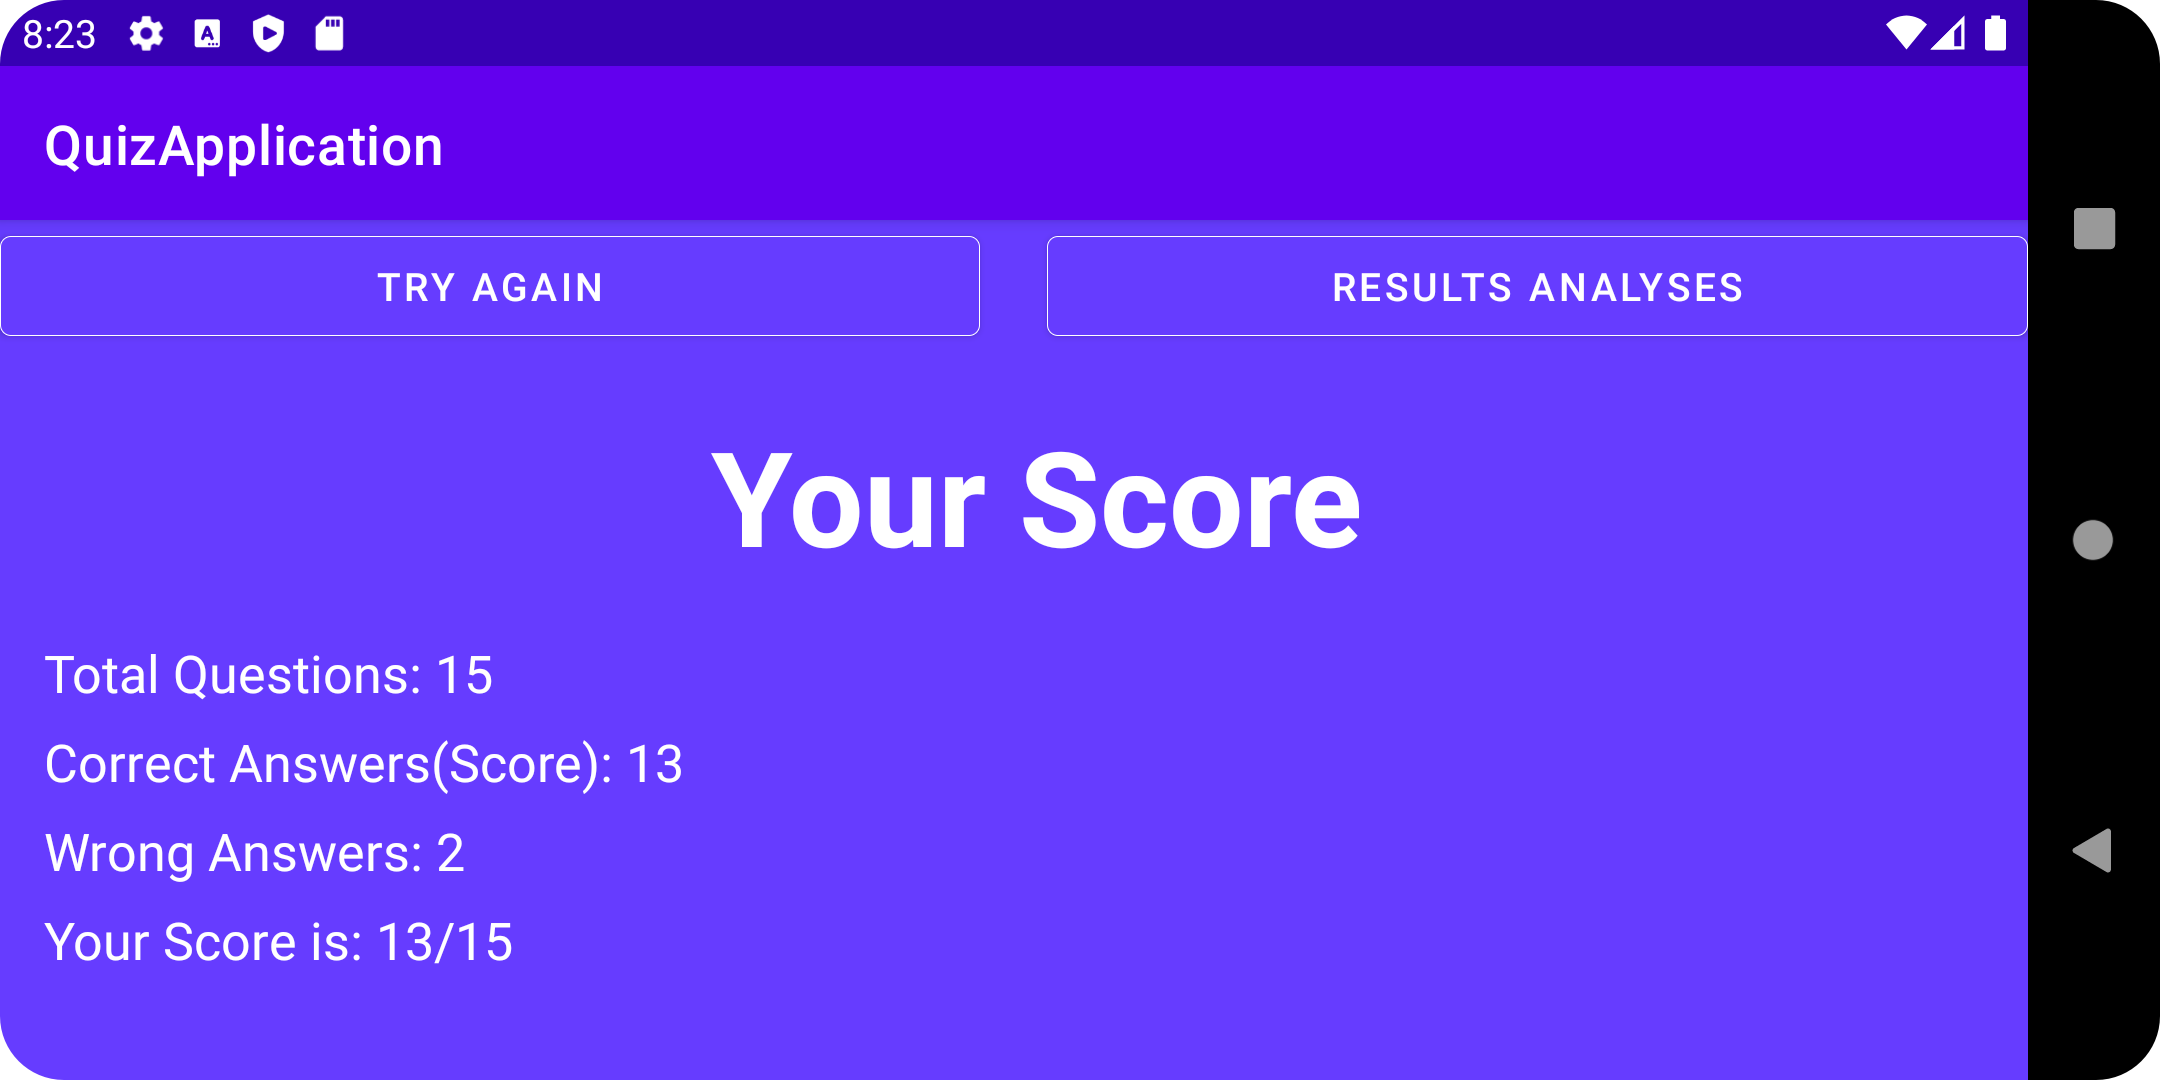 8:23
QuizApplication
TRY AGAIN
RESULTS ANALYSES
Your Score
Total Questions: 15
Correct Answers(Score): 13
Wrong Answers: 2
Your Score is: 13/15